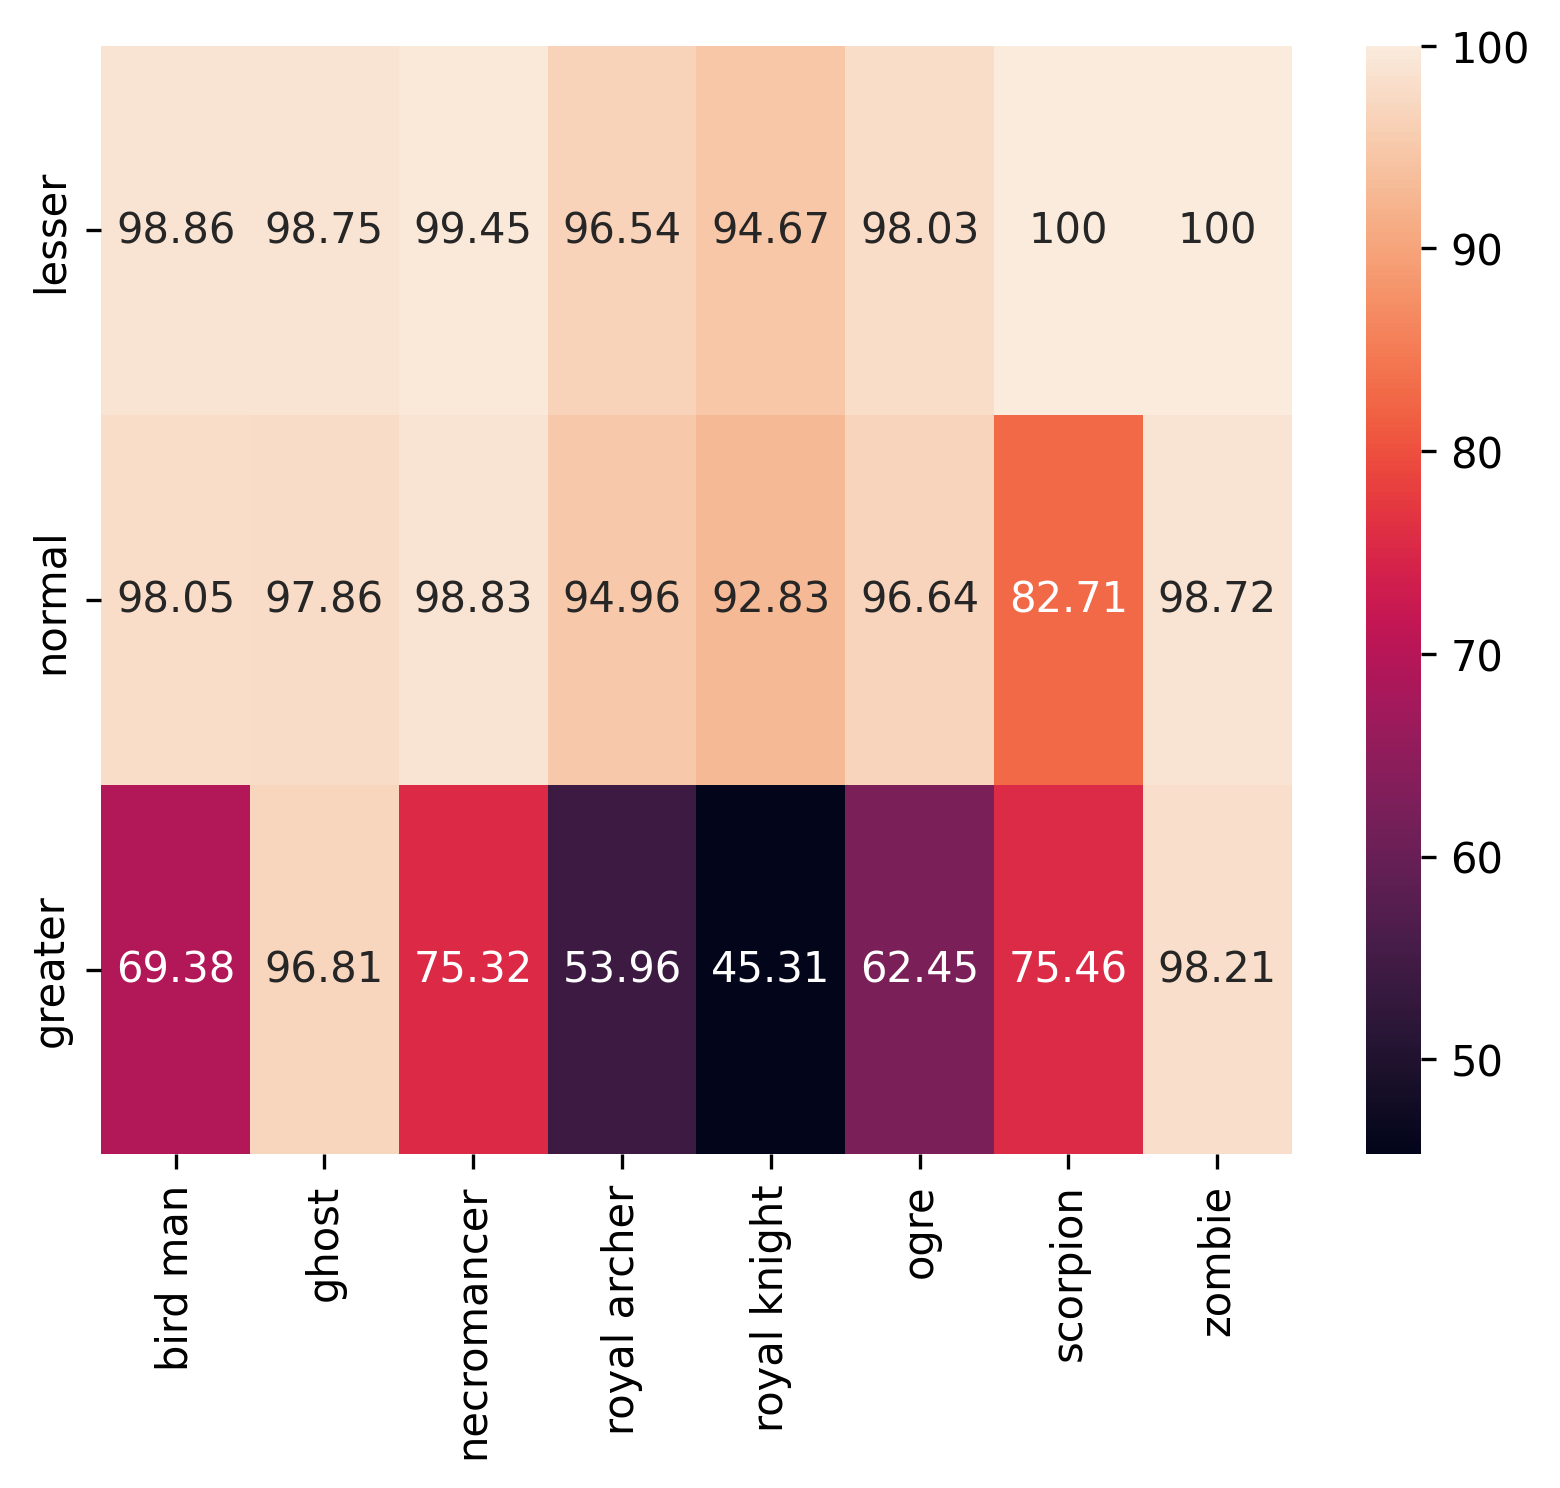 lesser 98.86 98.75 99.45 96.54 94.67 98.03 100 100
normal 98.05 97.86 98.83 94.96 92.83 96.64 82.71 98.72
greater 69.38 96.81 75.32 53.96 45.31 62.45 75.46 98.21
bird man
ghost
necromancer
royal archer
royal knight
ogre
scorpion
zombie
100
90
80
70
60
50